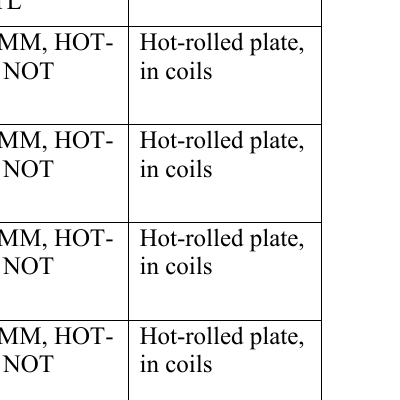 MM, HOT-
NOT
Hot-rolled plate,
in coils
MM, HOT-
NOT
Hot-rolled plate,
in coils
MM, HOT-
NOT
Hot-rolled plate,
in coils
MM, HOT-
NOT
Hot-rolled plate,
in coils